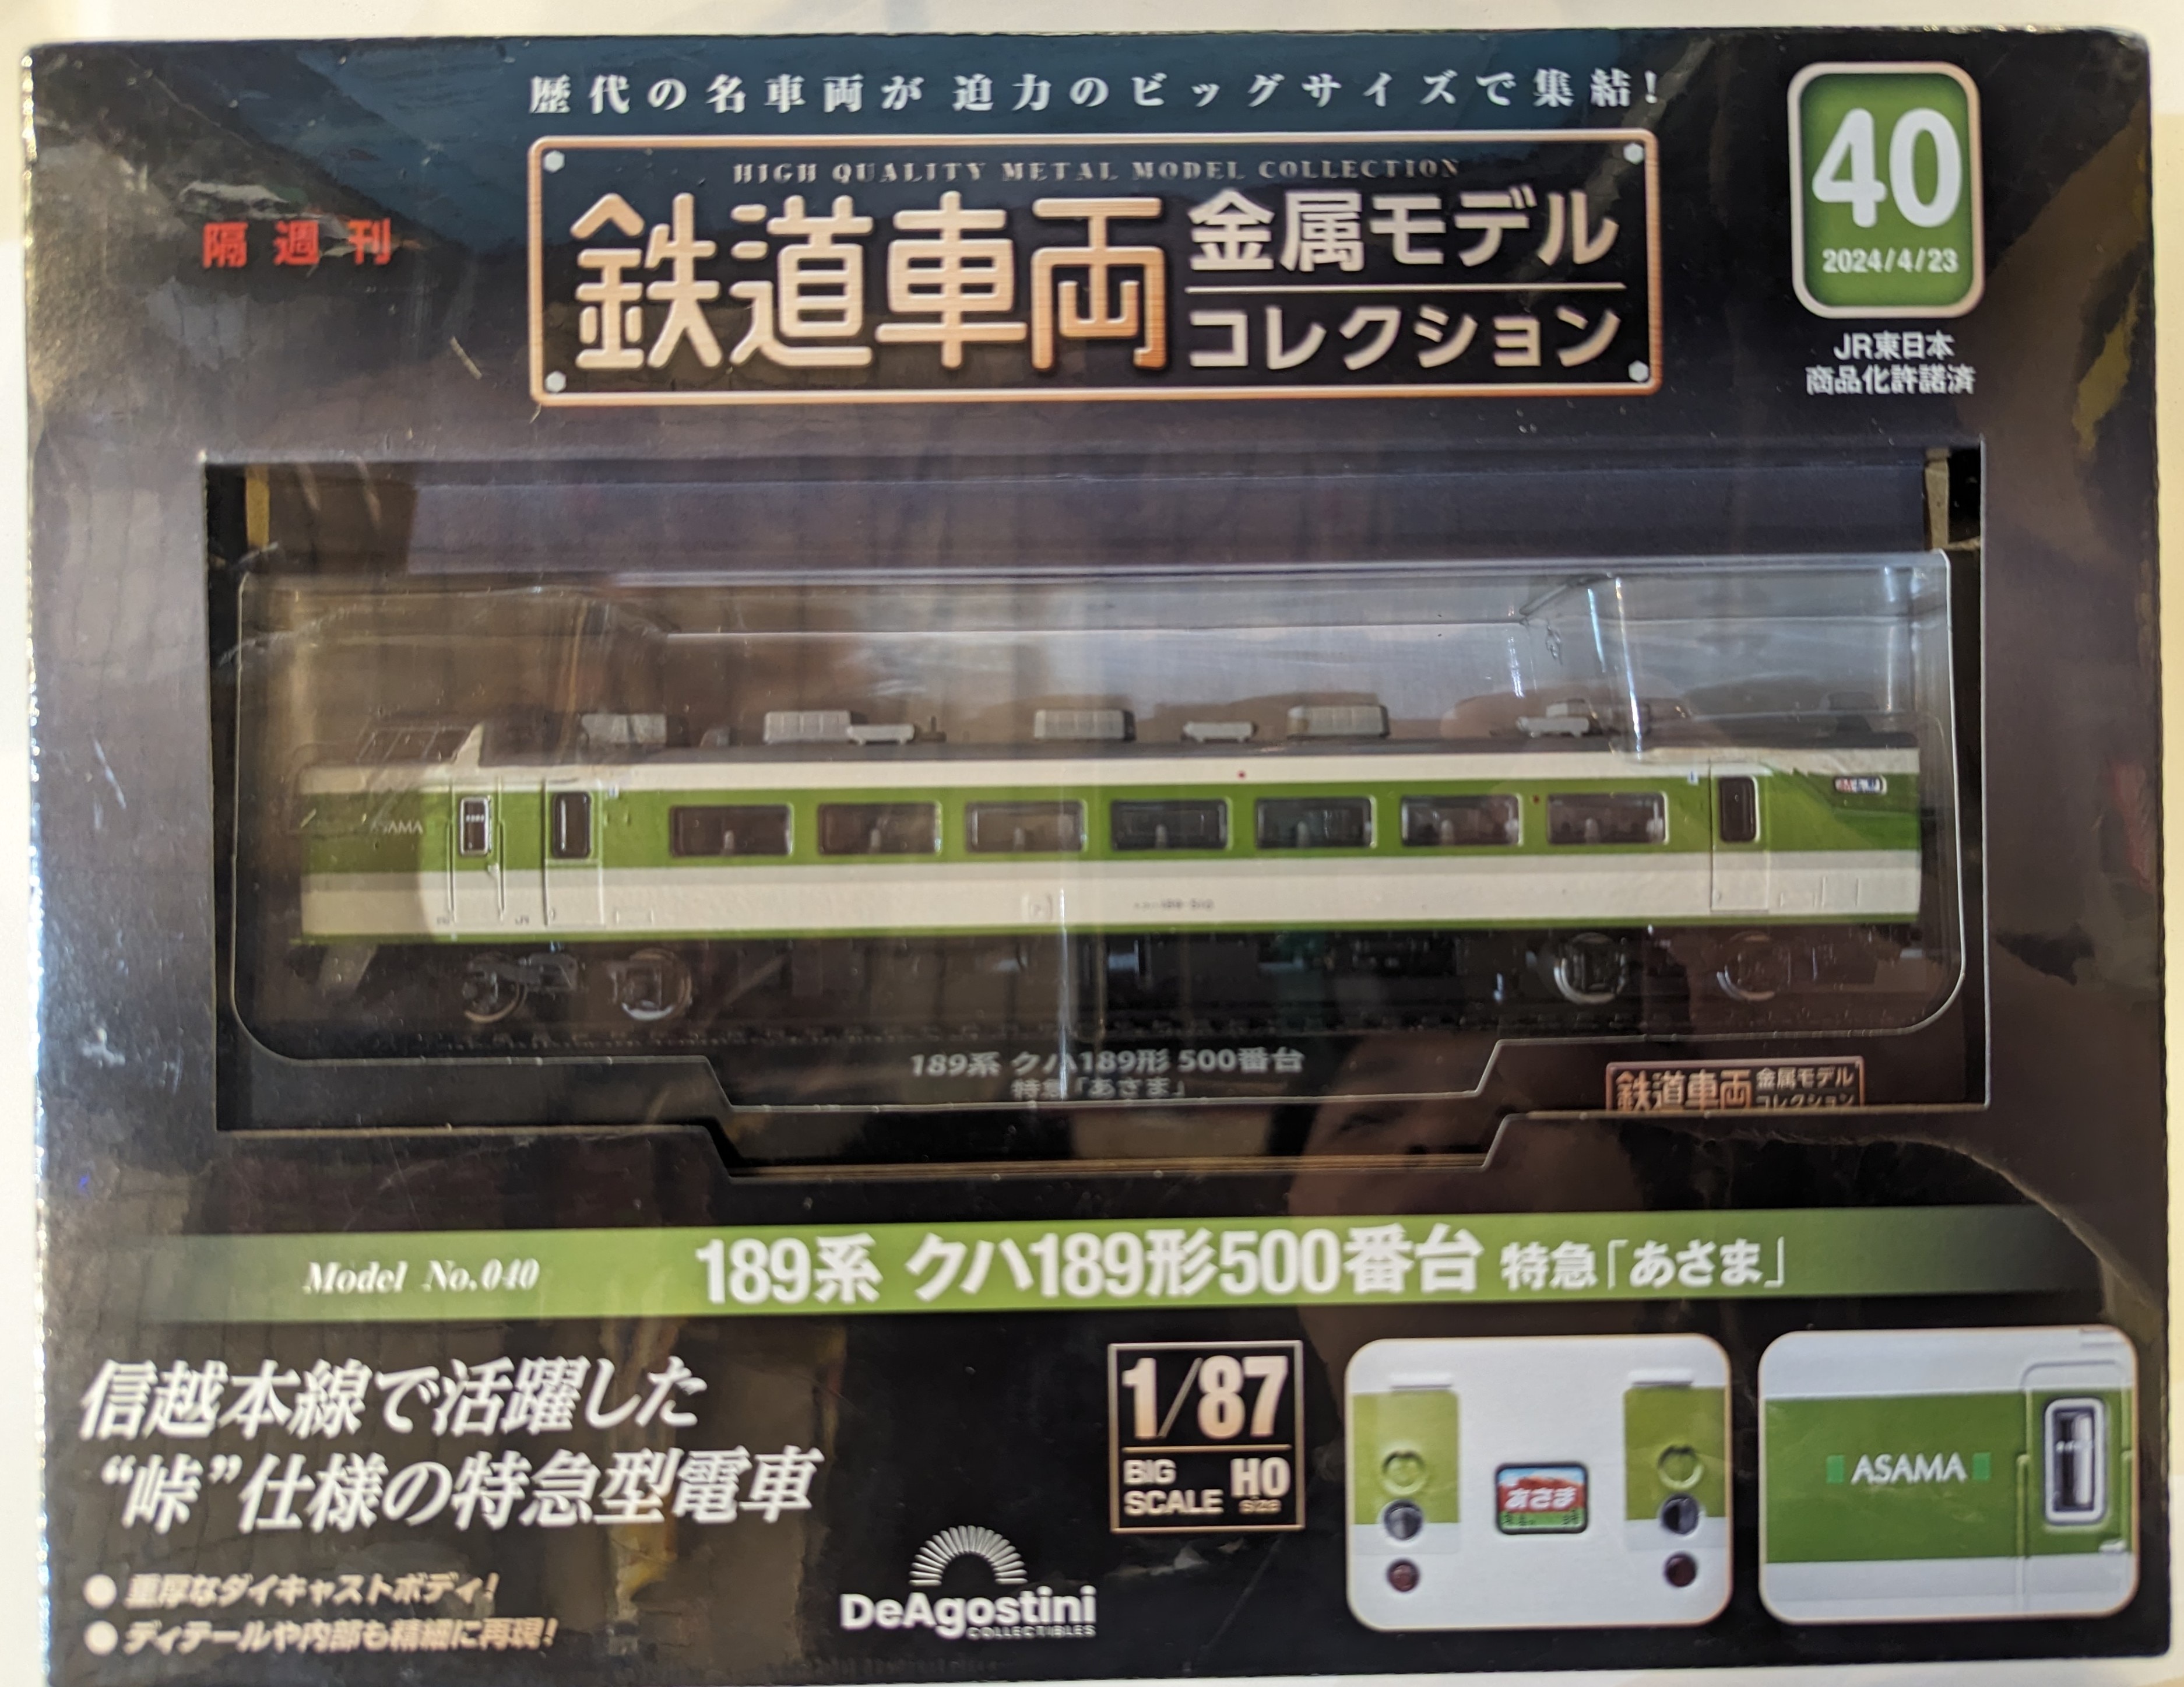 歴代の名車両が 迫力のビッグサイズで集結!
HIGH QUALITY METAL MODEL COLLECTION
隔週刊
鉄道車両 金属モデル
コレクション
40
2024/4/23
JR東日本
商品化許諾済
ASAMA
189系 クハ189形 500番台
特急「あさま」
鉄道車両 金属モデル
コレクション
Model No.040 189系 クハ189形500番台 特急「あさま」
信越本線で活躍した
“峠”仕様の特急型電車
● 重厚なダイキャストボディ!
● ディテールや内部も精細に再現!
DeAgostini
COLLECTIBLES
1/87
BIG SCALE HO size
あさま
ASAMA